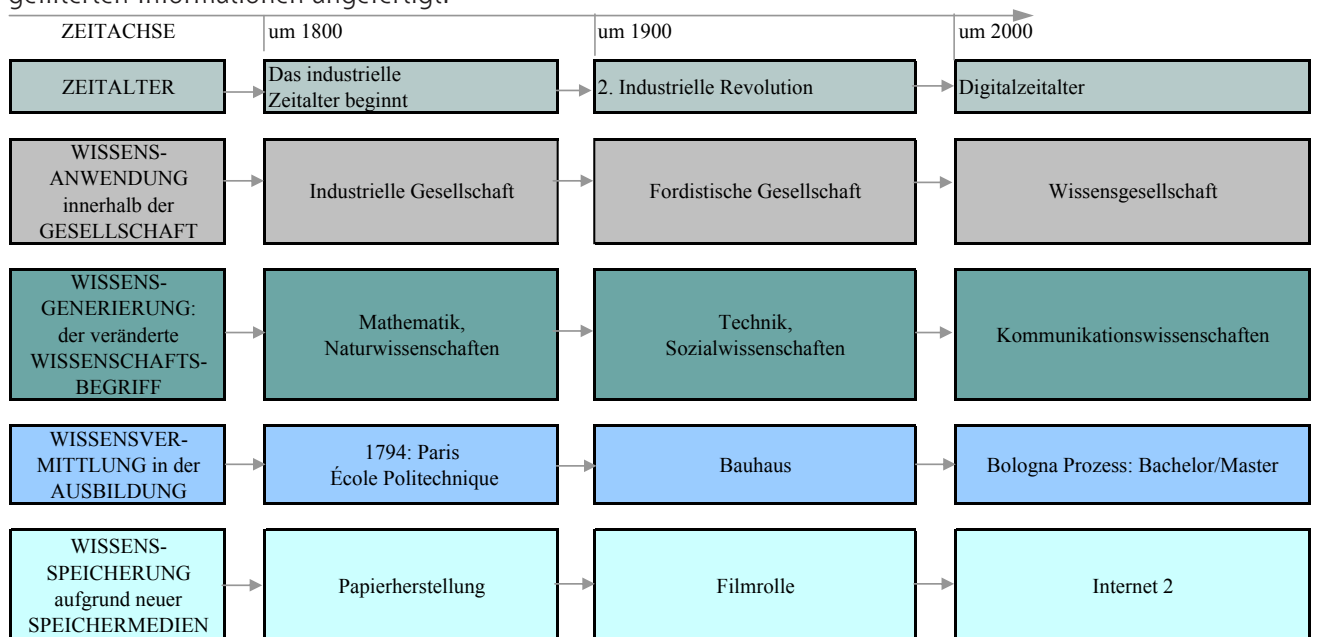 gefilterten Informationen angefertigt.
ZEITACHSE
um 1800
um 1900
um 2000
ZEITALTER
Das industrielle
Zeitalter beginnt
2. Industrielle Revolution
Digitalzeitalter
WISSENS-
ANWENDUNG
innerhalb der
GESELLSCHAFT
Industrielle Gesellschaft
Fordistische Gesellschaft
Wissensgesellschaft
WISSENS-
GENERIERUNG:
der veränderte
WISSENSCHAFTS-
BEGRIFF
Mathematik,
Naturwissenschaften
Technik,
Sozialwissenschaften
Kommunikationswissenschaften
WISSENSVER-
MITTLUNG in der
AUSBILDUNG
1794: Paris
École Politechnique
Bauhaus
Bologna Prozess: Bachelor/Master
WISSENS-
SPEICHERUNG
aufgrund neuer
SPEICHERMEDIEN
Papierherstellung
Filmrolle
Internet 2